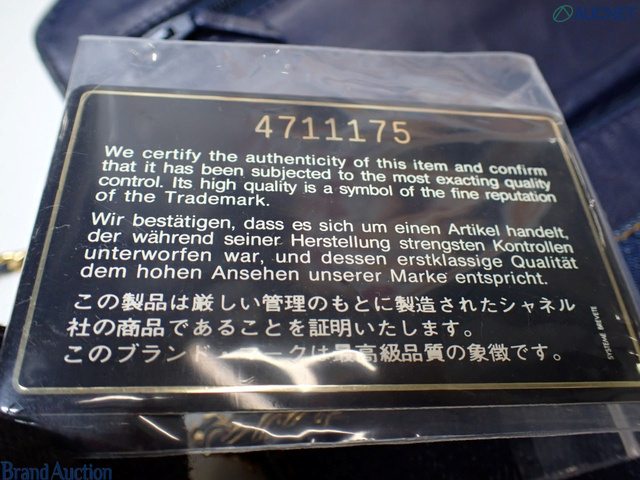 4711175
We certify the authenticity of this item and confirm
that it has been subjected to the most exacting quality
control. Its high quality is a symbol of the fine reputation
of the Trademark.
Wir bestätigen, dass es sich um einen Artikel handelt,
der während seiner Herstellung strengsten Kontrollen
unterworfen war, und dessen erstklassige Qualität
dem hohen Ansehen unserer Marke entspricht.
この製品は厳しい管理のもとに製造されたシャネル
社の商品であることを証明いたします。
このブランド・マークは最高級品質の象徴です。
SYSTEME BREVETE
Brand Auction